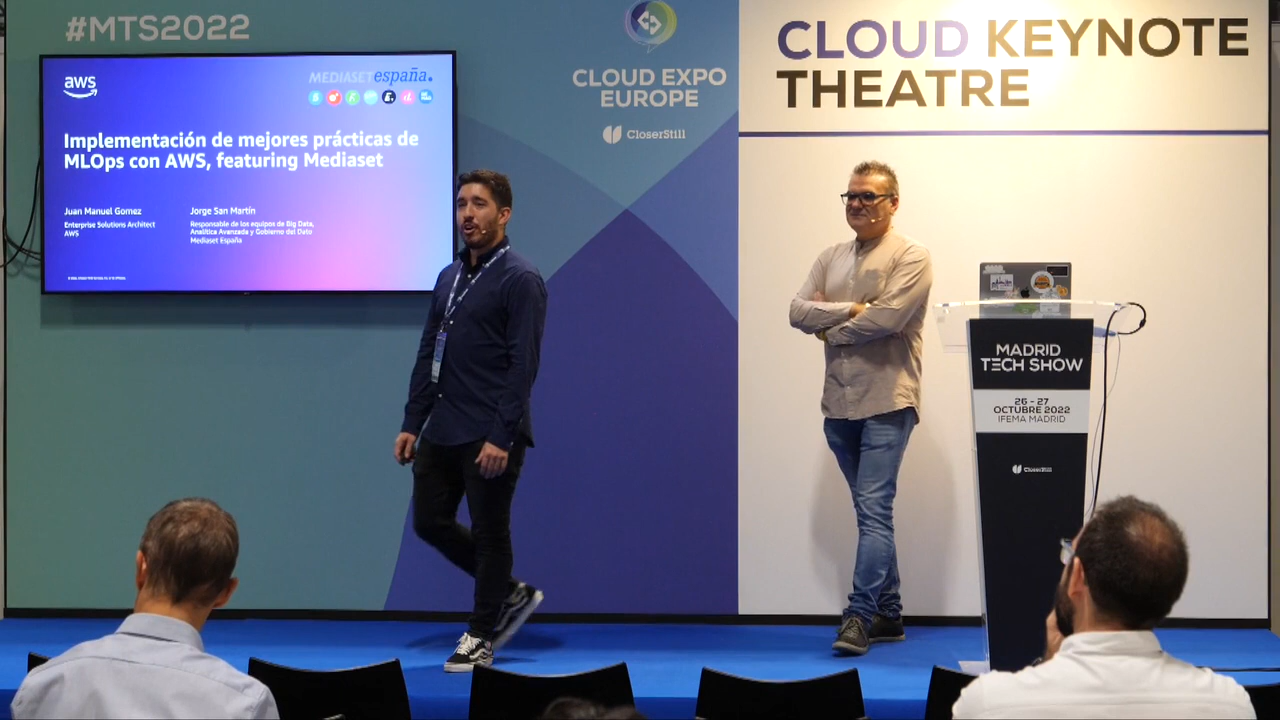 #MTS2022
aws
MEDIASETespaña.
Implementación de mejores prácticas de
MLOps con AWS, featuring Mediaset
Juan Manuel Gomez
Enterprise Solutions Architect
AWS
Jorge San Martín
Responsable de los equipos de Big Data,
Analítica Avanzada y Gobierno del Dato
Mediaset España
CLOUD EXPO
EUROPE
CloserStill
CLOUD KEYNOTE
THEATRE
MADRID
TECH SHOW
26 - 27
OCTUBRE 2022
IFEMA MADRID
CloserStill